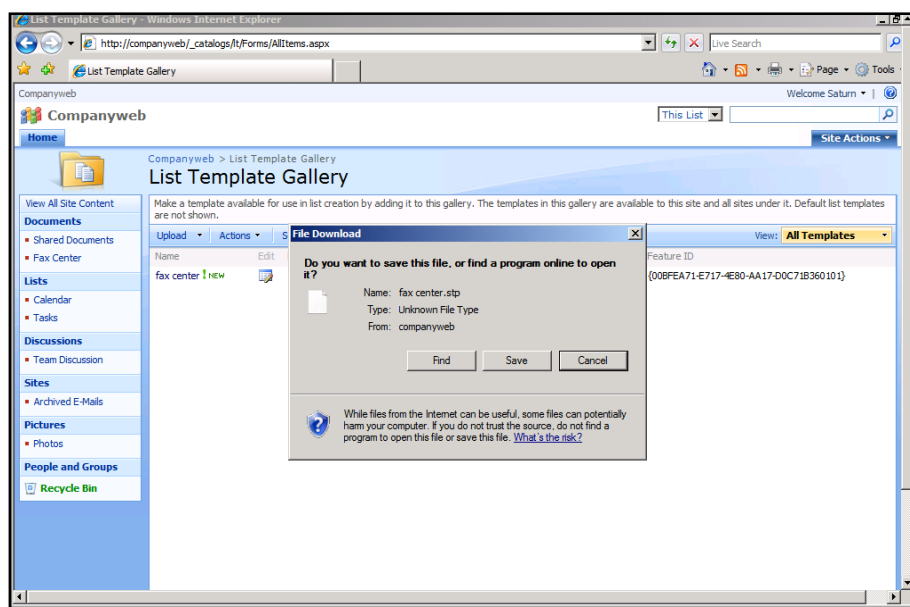 List Template Gallery - Windows Internet Explorer
http://companyweb/_catalogs/lt/Forms/AllItems.aspx
Live Search
List Template Gallery
Page
Tools
Companyweb
Welcome Saturn
Companyweb
This List
Home
Site Actions
Companyweb > List Template Gallery
List Template Gallery
View All Site Content
Make a template available for use in list creation by adding it to this gallery. The templates in this gallery are available to this site and all sites under it. Default list templates
are not shown.
Documents
Shared Documents
Fax Center
Lists
Calendar
Tasks
Discussions
Team Discussion
Sites
Archived E-Mails
Pictures
Photos
People and Groups
Recycle Bin
Upload
Actions
S
View: All Templates
Name
Edit
Feature ID
fax center ! NEW
{00BFEA71-E717-4E80-AA17-D0C71B360101}
File Download
Do you want to save this file, or find a program online to open
it?
Name: fax center.stp
Type: Unknown File Type
From: companyweb
Find
Save
Cancel
While files from the Internet can be useful, some files can potentially
harm your computer. If you do not trust the source, do not find a
program to open this file or save this file. What's the risk?